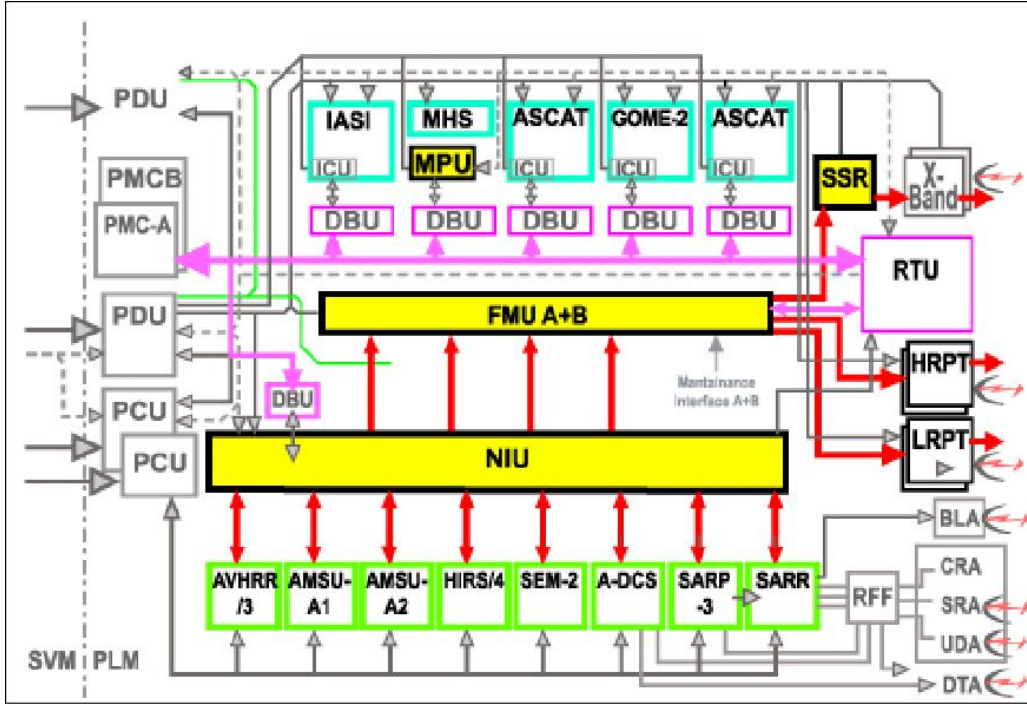 PDU
IASI
ICU
MHS
MPU
ASCAT
ICU
GOME-2
ICU
ASCAT
ICU
SSR
X-
Band
PMCB
PMC-A
DBU
DBU
DBU
DBU
DBU
RTU
PDU
FMU A+B
HRPT
Mantainance
interface A+B
PCU
DBU
LRPT
PCU
NIU
BLA
AVHRR
/3
AMSU-
A1
AMSU-
A2
HIRS/4
SEM-2
A-DCS
SARP
-3
SARR
RFF
CRA
SRA
UDA
DTA
SVM
PLM